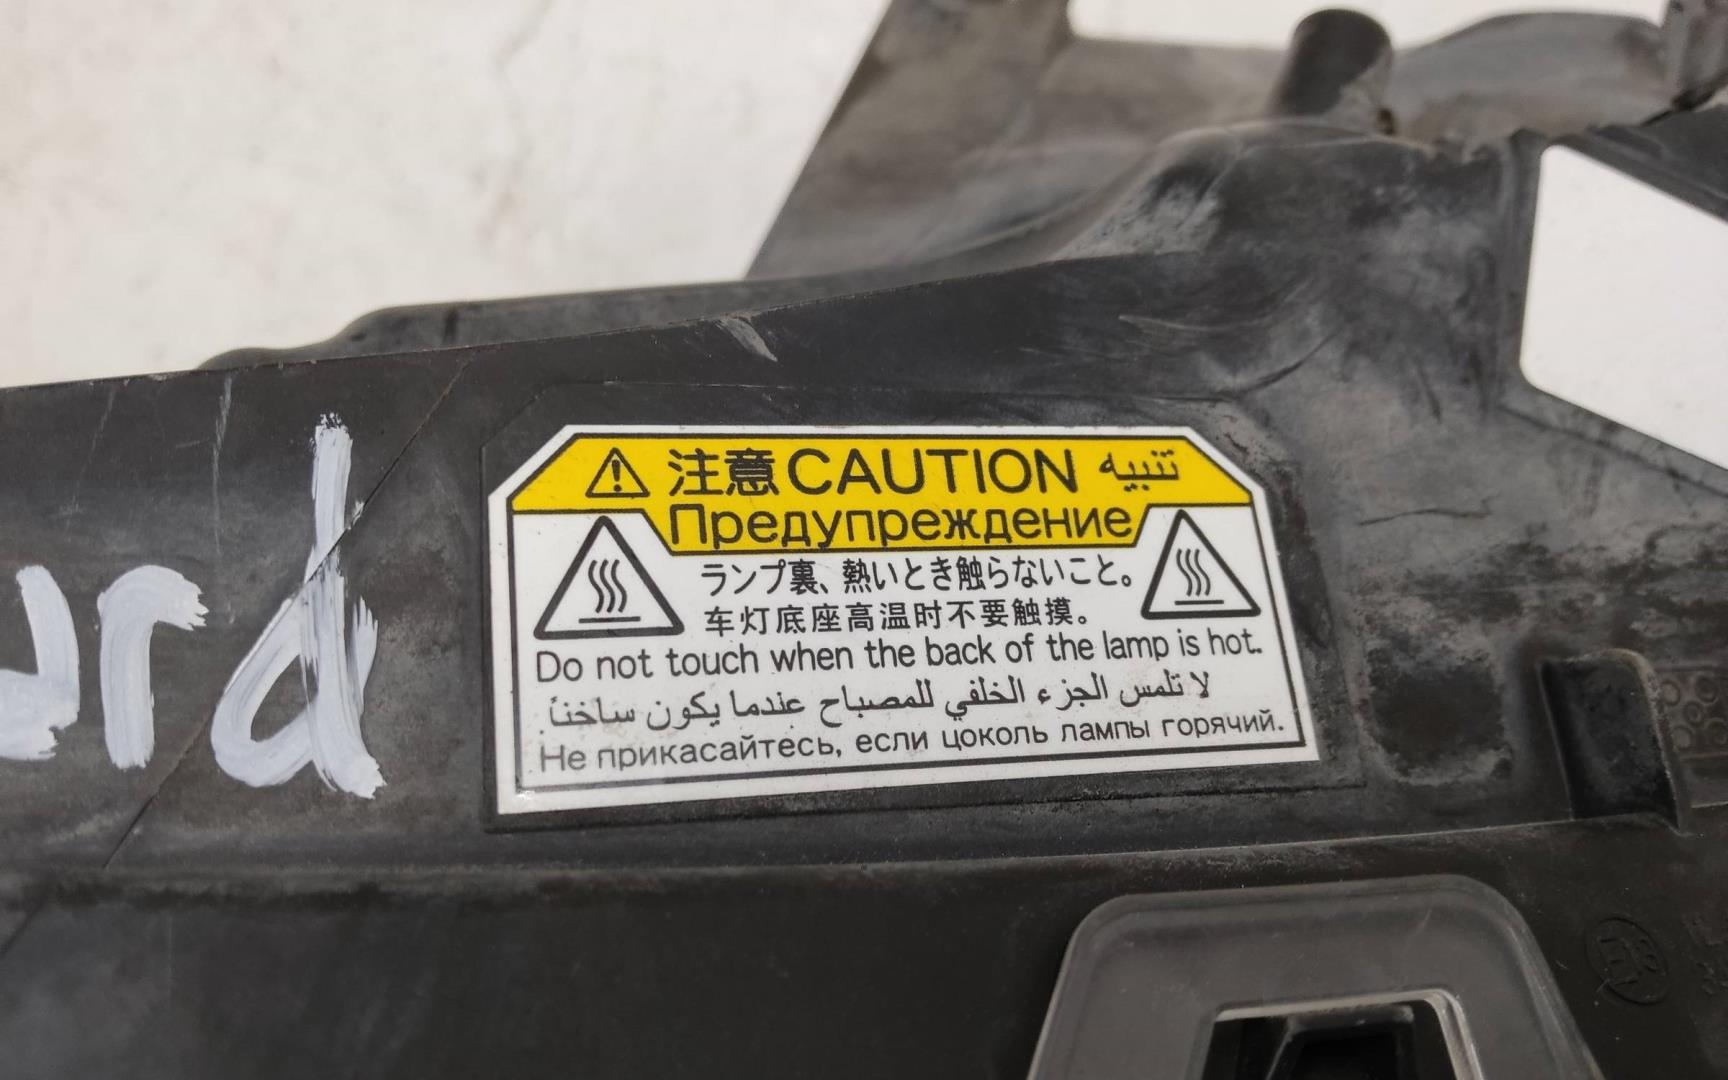 注意 CAUTION تنبيه
Предупреждение
ランプ裏、熱いとき触らないこと。
车灯底座高温时不要触摸。
Do not touch when the back of the lamp is hot.
لا تلمس الجزء الخلفي للمصباح عندما يكون ساخناً.
Не прикасайтесь, если цоколь лампы горячий.